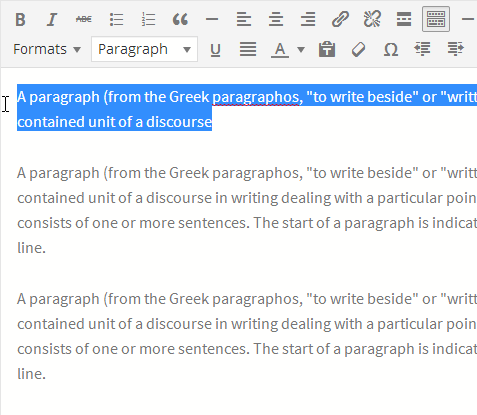 B I ABC
Formats Paragraph U A Ω
A paragraph (from the Greek paragraphos, "to write beside" or "writt
contained unit of a discourse
A paragraph (from the Greek paragraphos, "to write beside" or "writt
contained unit of a discourse in writing dealing with a particular poin
consists of one or more sentences. The start of a paragraph is indicat
line.
A paragraph (from the Greek paragraphos, "to write beside" or "writt
contained unit of a discourse in writing dealing with a particular poin
consists of one or more sentences. The start of a paragraph is indicat
line.